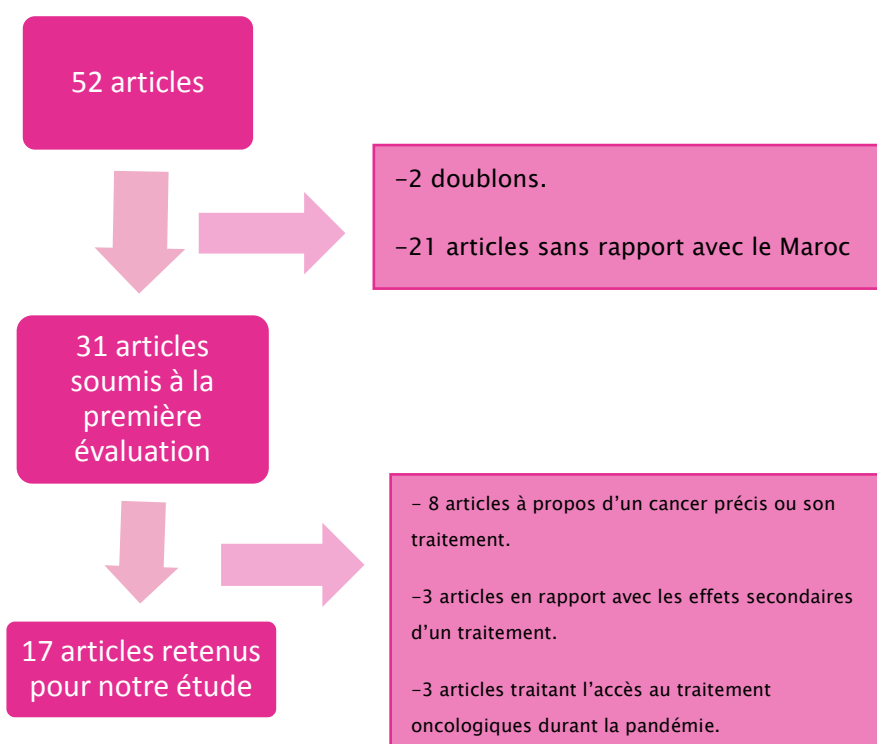 52 articles
-2 doublons.
-21 articles sans rapport avec le Maroc
31 articles
soumis à la
première
évaluation
- 8 articles à propos d'un cancer précis ou son
traitement.
-3 articles en rapport avec les effets secondaires
d'un traitement.
-3 articles traitant l'accès au traitement
oncologiques durant la pandémie.
17 articles retenus
pour notre étude